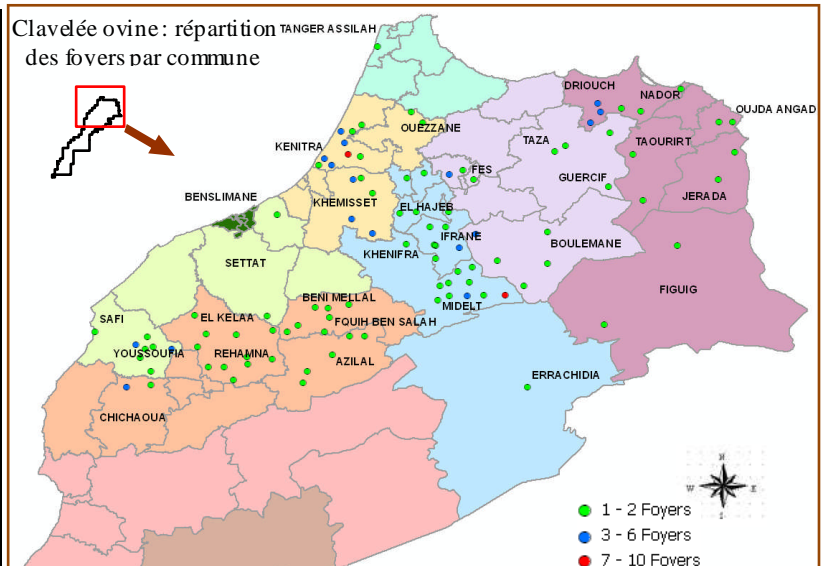 Clavelée ovine : répartition
des foyers par commune
TANGER ASSILAH
DRIOUCH
NADOR
OUJDA ANGAD
OUEZZANE
KENITRA
TAZA
TAOURIRT
FES
GUERCIF
BENSLIMANE
KHEMISSET
EL HAJEB
JERADA
IFRANE
BOULEMANE
KHENIFRA
SETTAT
FIGUIG
BENI MELLAL
MIDELT
SAFI
EL KELAA
FQUIH BEN SALAH
YOUSSOUFIA
REHAMNA
AZILAL
ERRACHIDIA
CHICHAOUA
N
W
E
S
1 - 2 Foyers
3 - 6 Foyers
7 - 10 Foyers